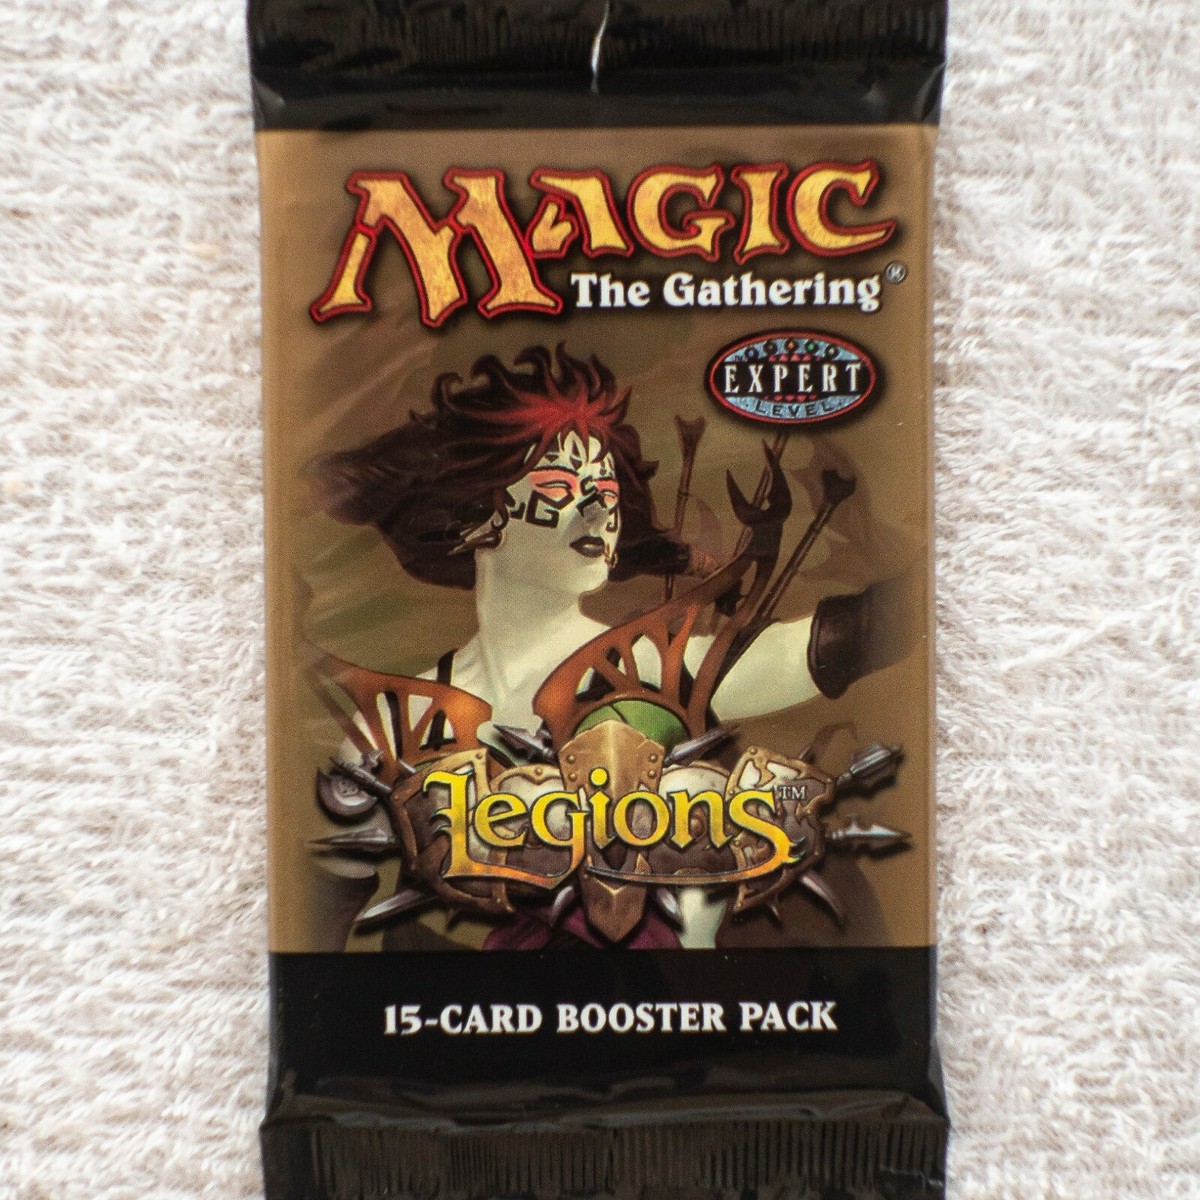 MAGIC
The Gathering®
EXPERT
LEVEL
Legions™
15-CARD BOOSTER PACK